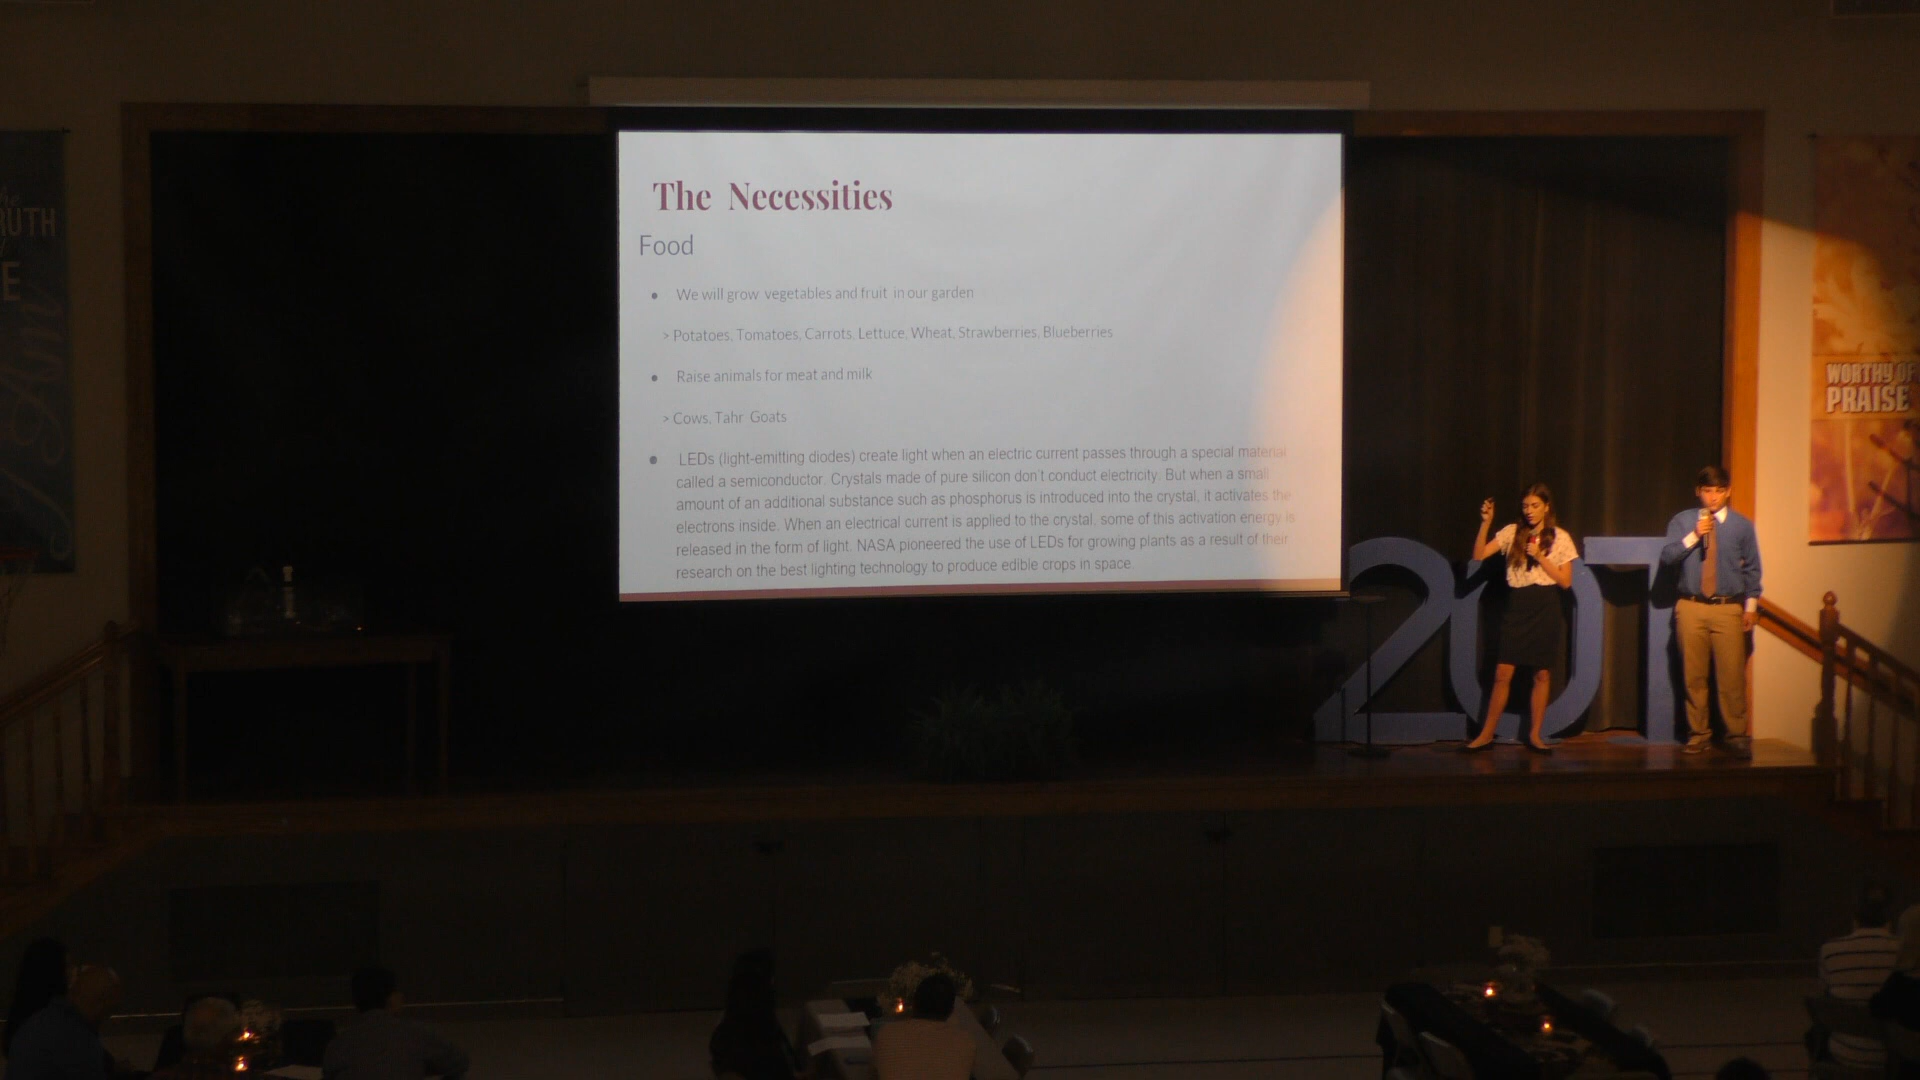 The Necessities
Food
● We will grow vegetables and fruit in our garden
> Potatoes, Tomatoes, Carrots, Lettuce, Wheat, Strawberries, Blueberries
● Raise animals for meat and milk
> Cows, Tahr Goats
● LEDs (light-emitting diodes) create light when an electric current passes through a special material
called a semiconductor. Crystals made of pure silicon don't conduct electricity. But when a small
amount of an additional substance such as phosphorus is introduced into the crystal, it activates the
electrons inside. When an electrical current is applied to the crystal, some of this activation energy is
released in the form of light. NASA pioneered the use of LEDs for growing plants as a result of their
research on the best lighting technology to produce edible crops in space.
RUTH
E
I Am
WORTHY OF
PRAISE
201